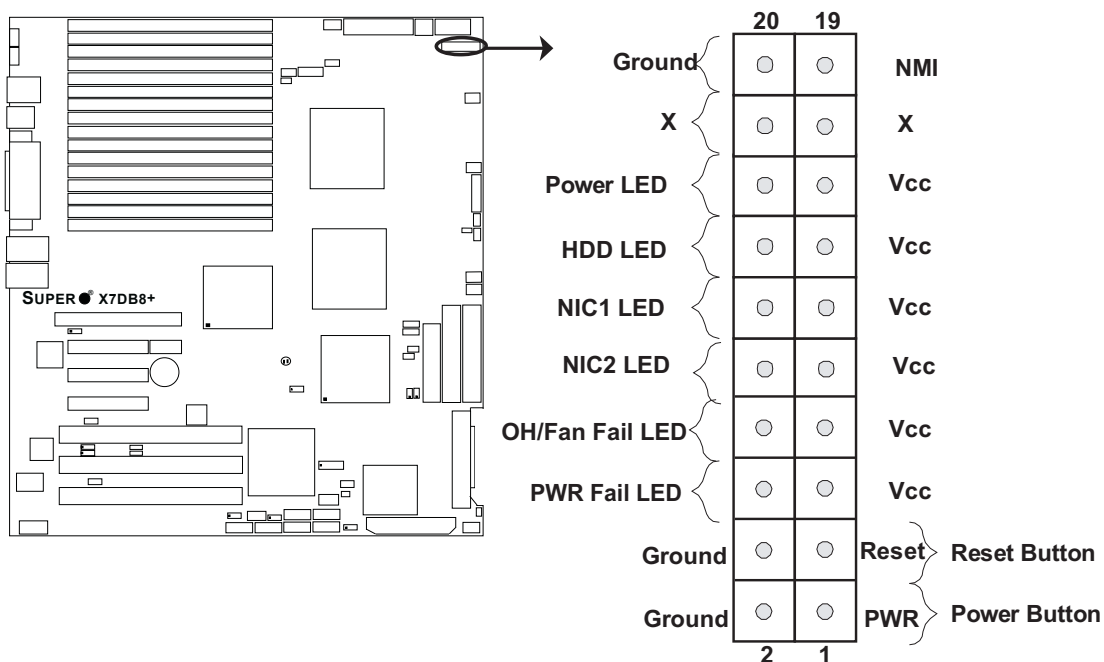 20 19
Ground NMI
X X
Power LED Vcc
HDD LED Vcc
NIC1 LED Vcc
NIC2 LED Vcc
OH/Fan Fail LED Vcc
PWR Fail LED Vcc
Ground Reset Reset Button
Ground PWR Power Button
2 1
SUPER ® X7DB8+